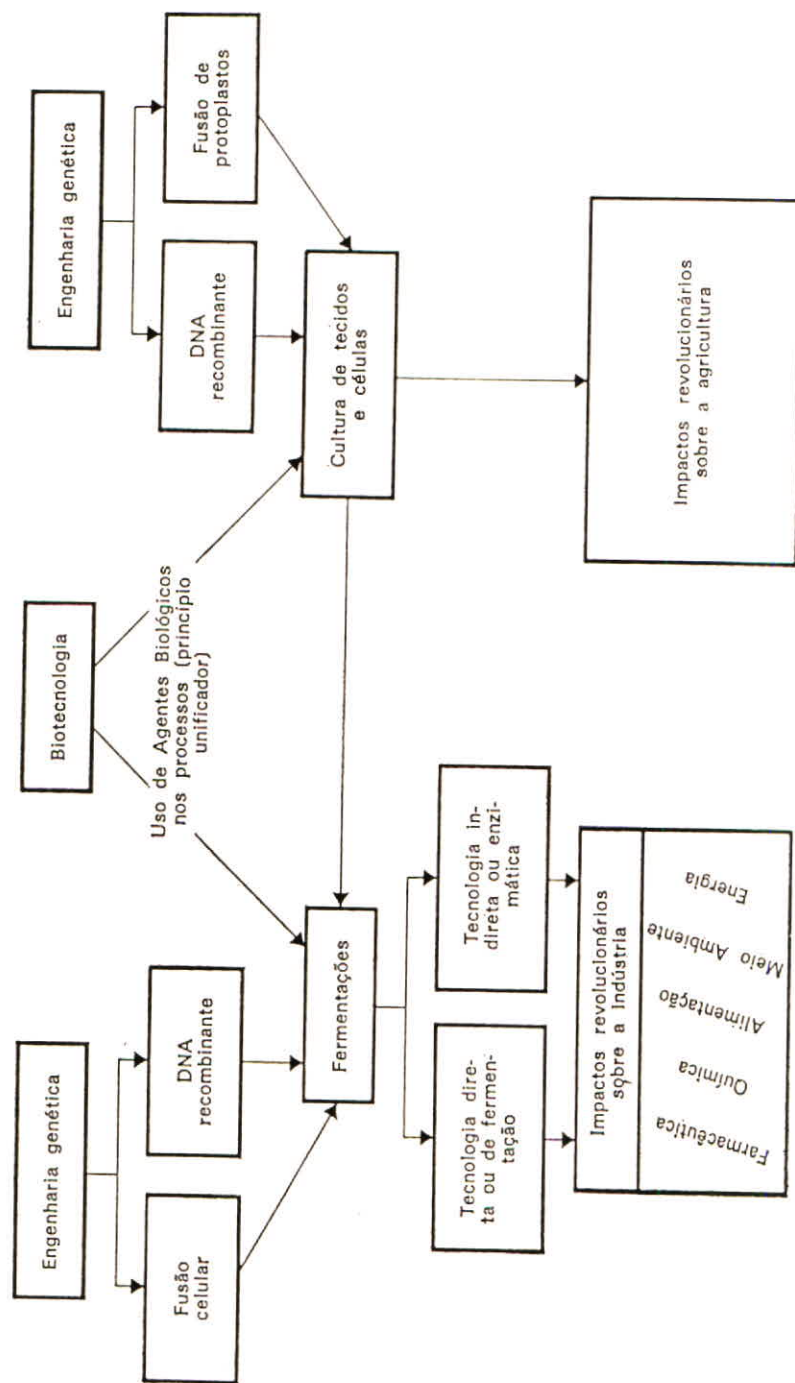 Engenharia genética
Fusão
celular
DNA
recombinante
Biotecnologia
Uso de Agentes Biológicos
nos processos (princípio
unificador)
Engenharia genética
DNA
recombinante
Fusão de
protoplastos
Fermentações
Cultura de tecidos
e células
Tecnologia dire-
ta ou de fermen-
tação
Tecnologia in-
direta ou enzi-
mática
Impactos revolucionários
sobre a Indústria
Farmacêutica
Química
Alimentação
Meio Ambiente
Energia
Impactos revolucionários
sobre a agricultura